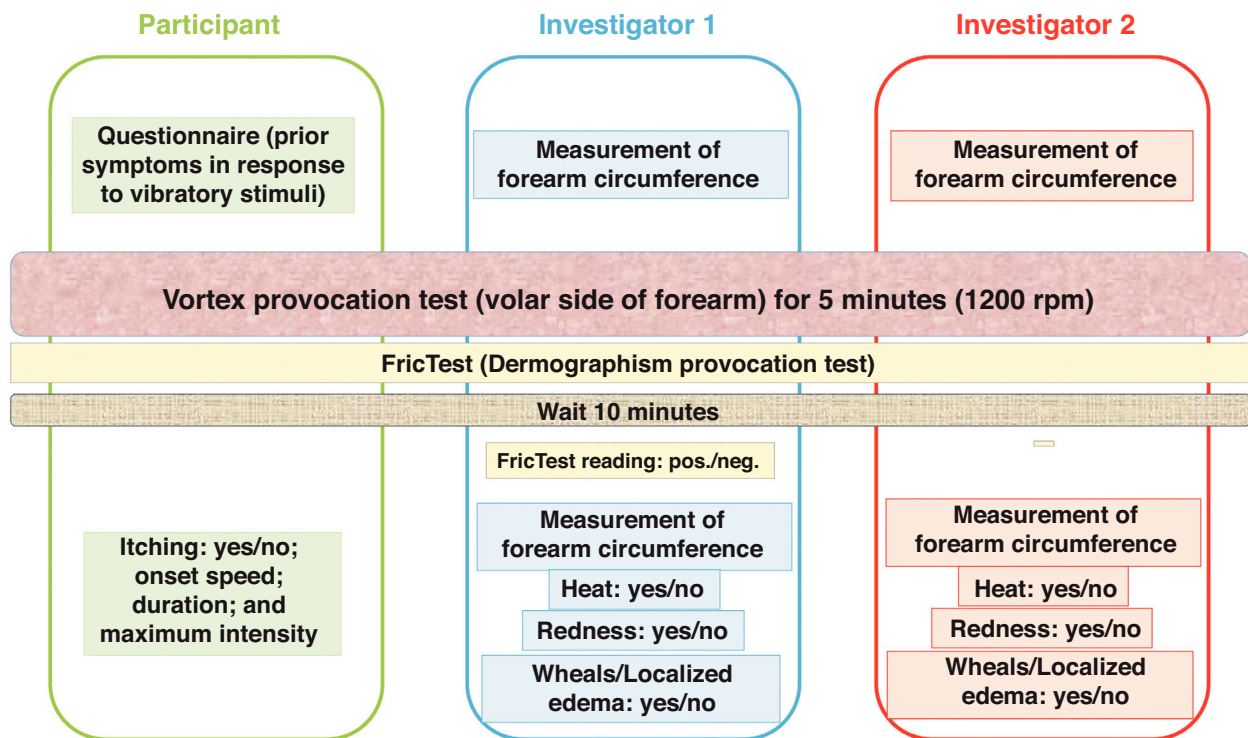 Participant
Investigator 1
Investigator 2
Questionnaire (prior
symptoms in response
to vibratory stimuli)
Measurement of
forearm circumference
Measurement of
forearm circumference
Vortex provocation test (volar side of forearm) for 5 minutes (1200 rpm)
FricTest (Dermographism provocation test)
Wait 10 minutes
FricTest reading: pos./neg.
Itching: yes/no;
onset speed;
duration; and
maximum intensity
Measurement of
forearm circumference
Heat: yes/no
Redness: yes/no
Wheals/Localized
edema: yes/no
Measurement of
forearm circumference
Heat: yes/no
Redness: yes/no
Wheals/Localized
edema: yes/no